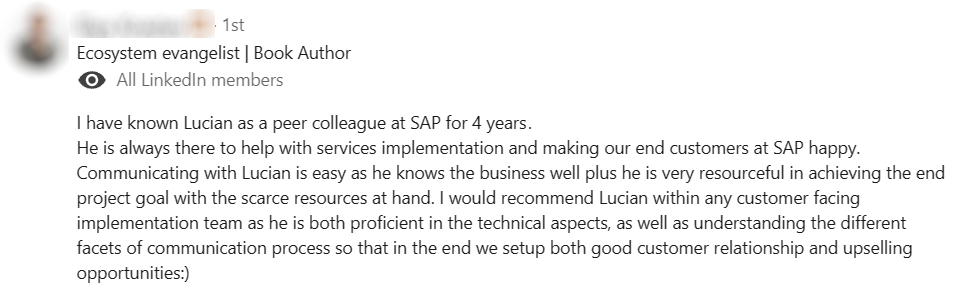 · 1st
Ecosystem evangelist | Book Author
All LinkedIn members
I have known Lucian as a peer colleague at SAP for 4 years.
He is always there to help with services implementation and making our end customers at SAP happy.
Communicating with Lucian is easy as he knows the business well plus he is very resourceful in achieving the end
project goal with the scarce resources at hand. I would recommend Lucian within any customer facing
implementation team as he is both proficient in the technical aspects, as well as understanding the different
facets of communication process so that in the end we setup both good customer relationship and upselling
opportunities:)